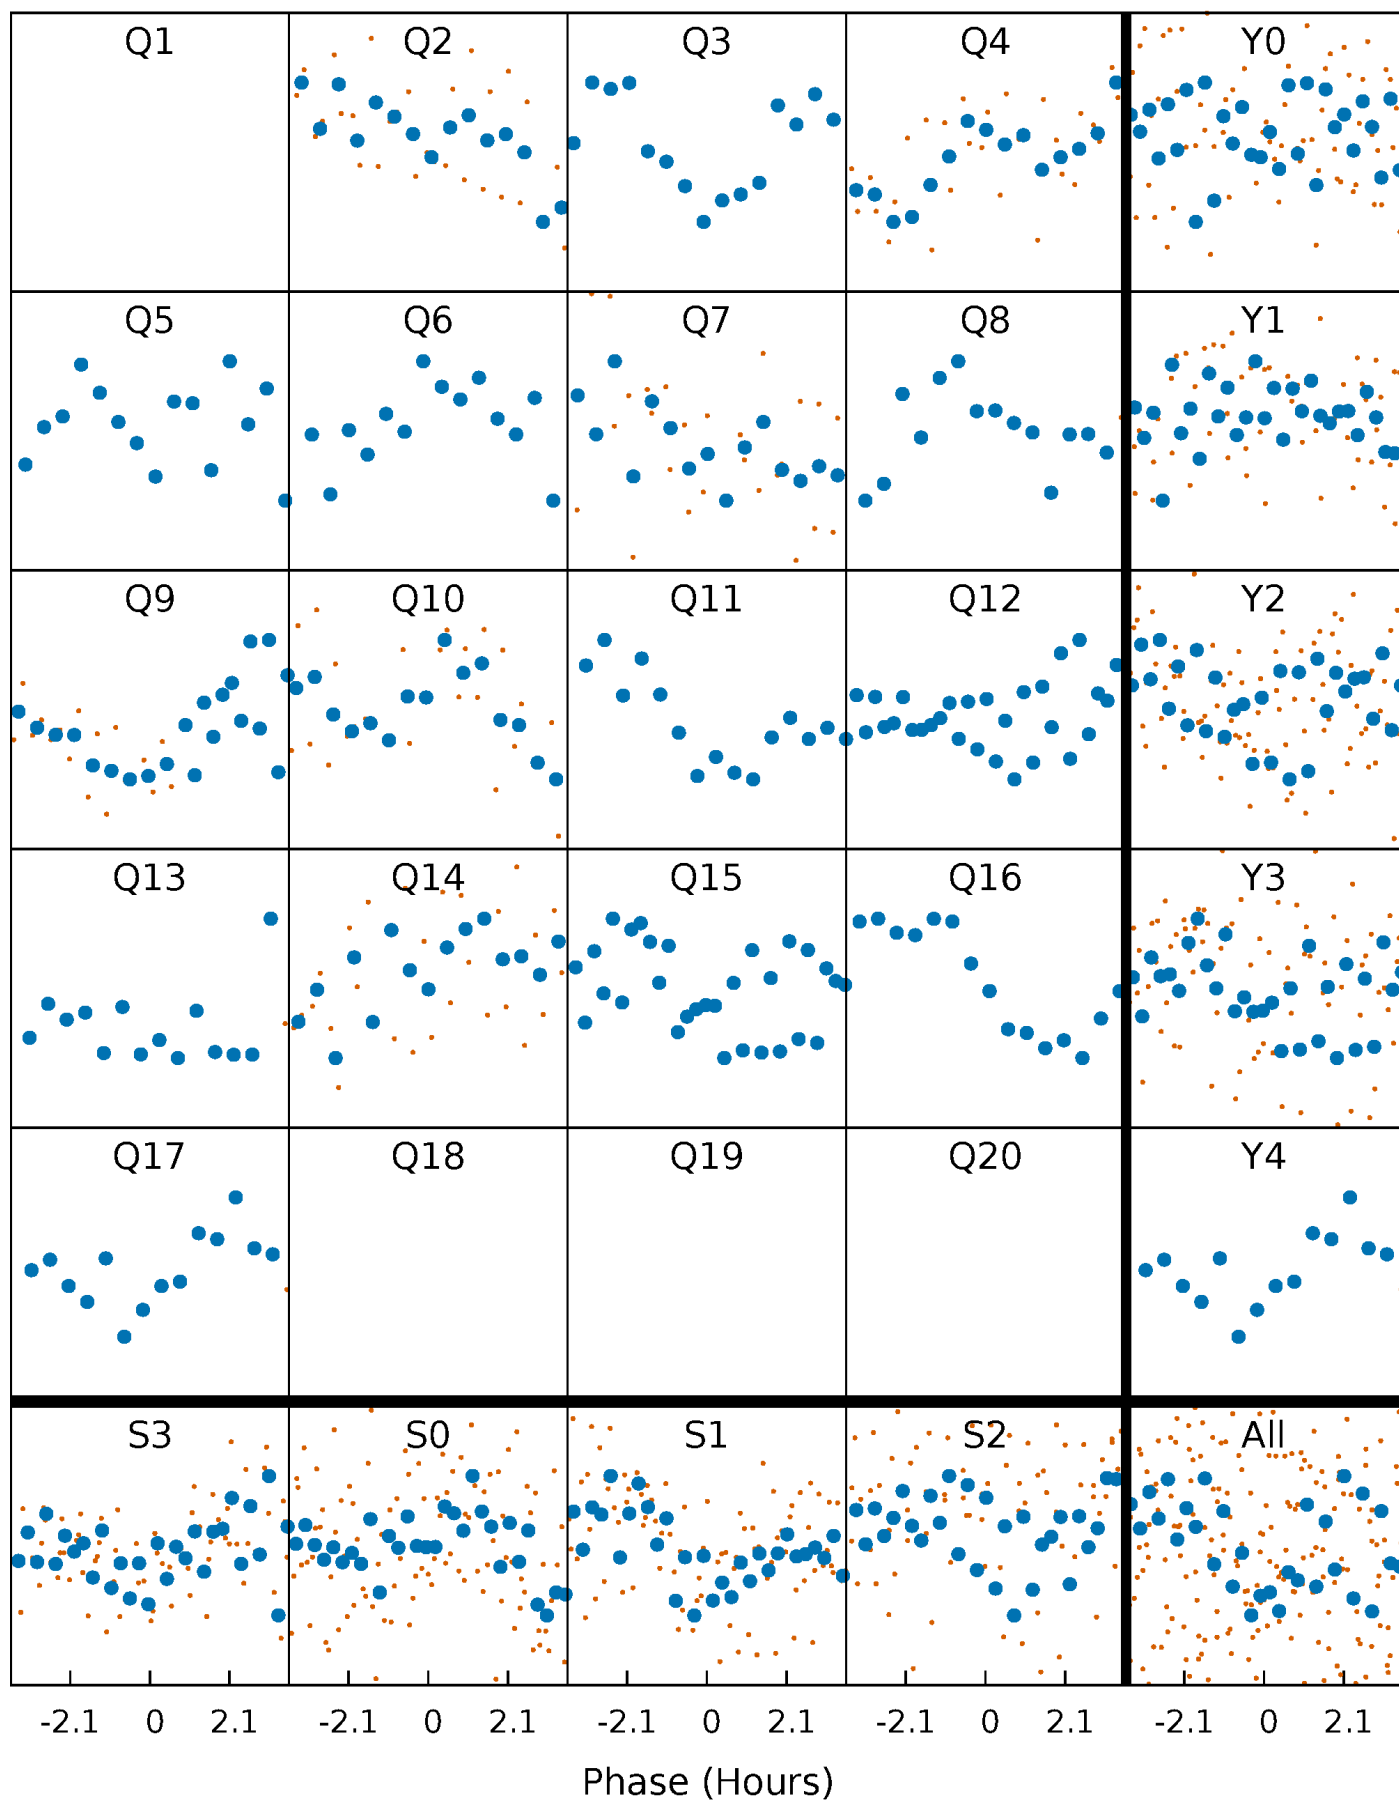 Q1 Q2 Q3 Q4 Y0
Q5 Q6 Q7 Q8 Y1
Q9 Q10 Q11 Q12 Y2
Q13 Q14 Q15 Q16 Y3
Q17 Q18 Q19 Q20 Y4
S3 S0 S1 S2 All
-2.1 0 2.1 -2.1 0 2.1 -2.1 0 2.1 -2.1 0 2.1 -2.1 0 2.1
Phase (Hours)